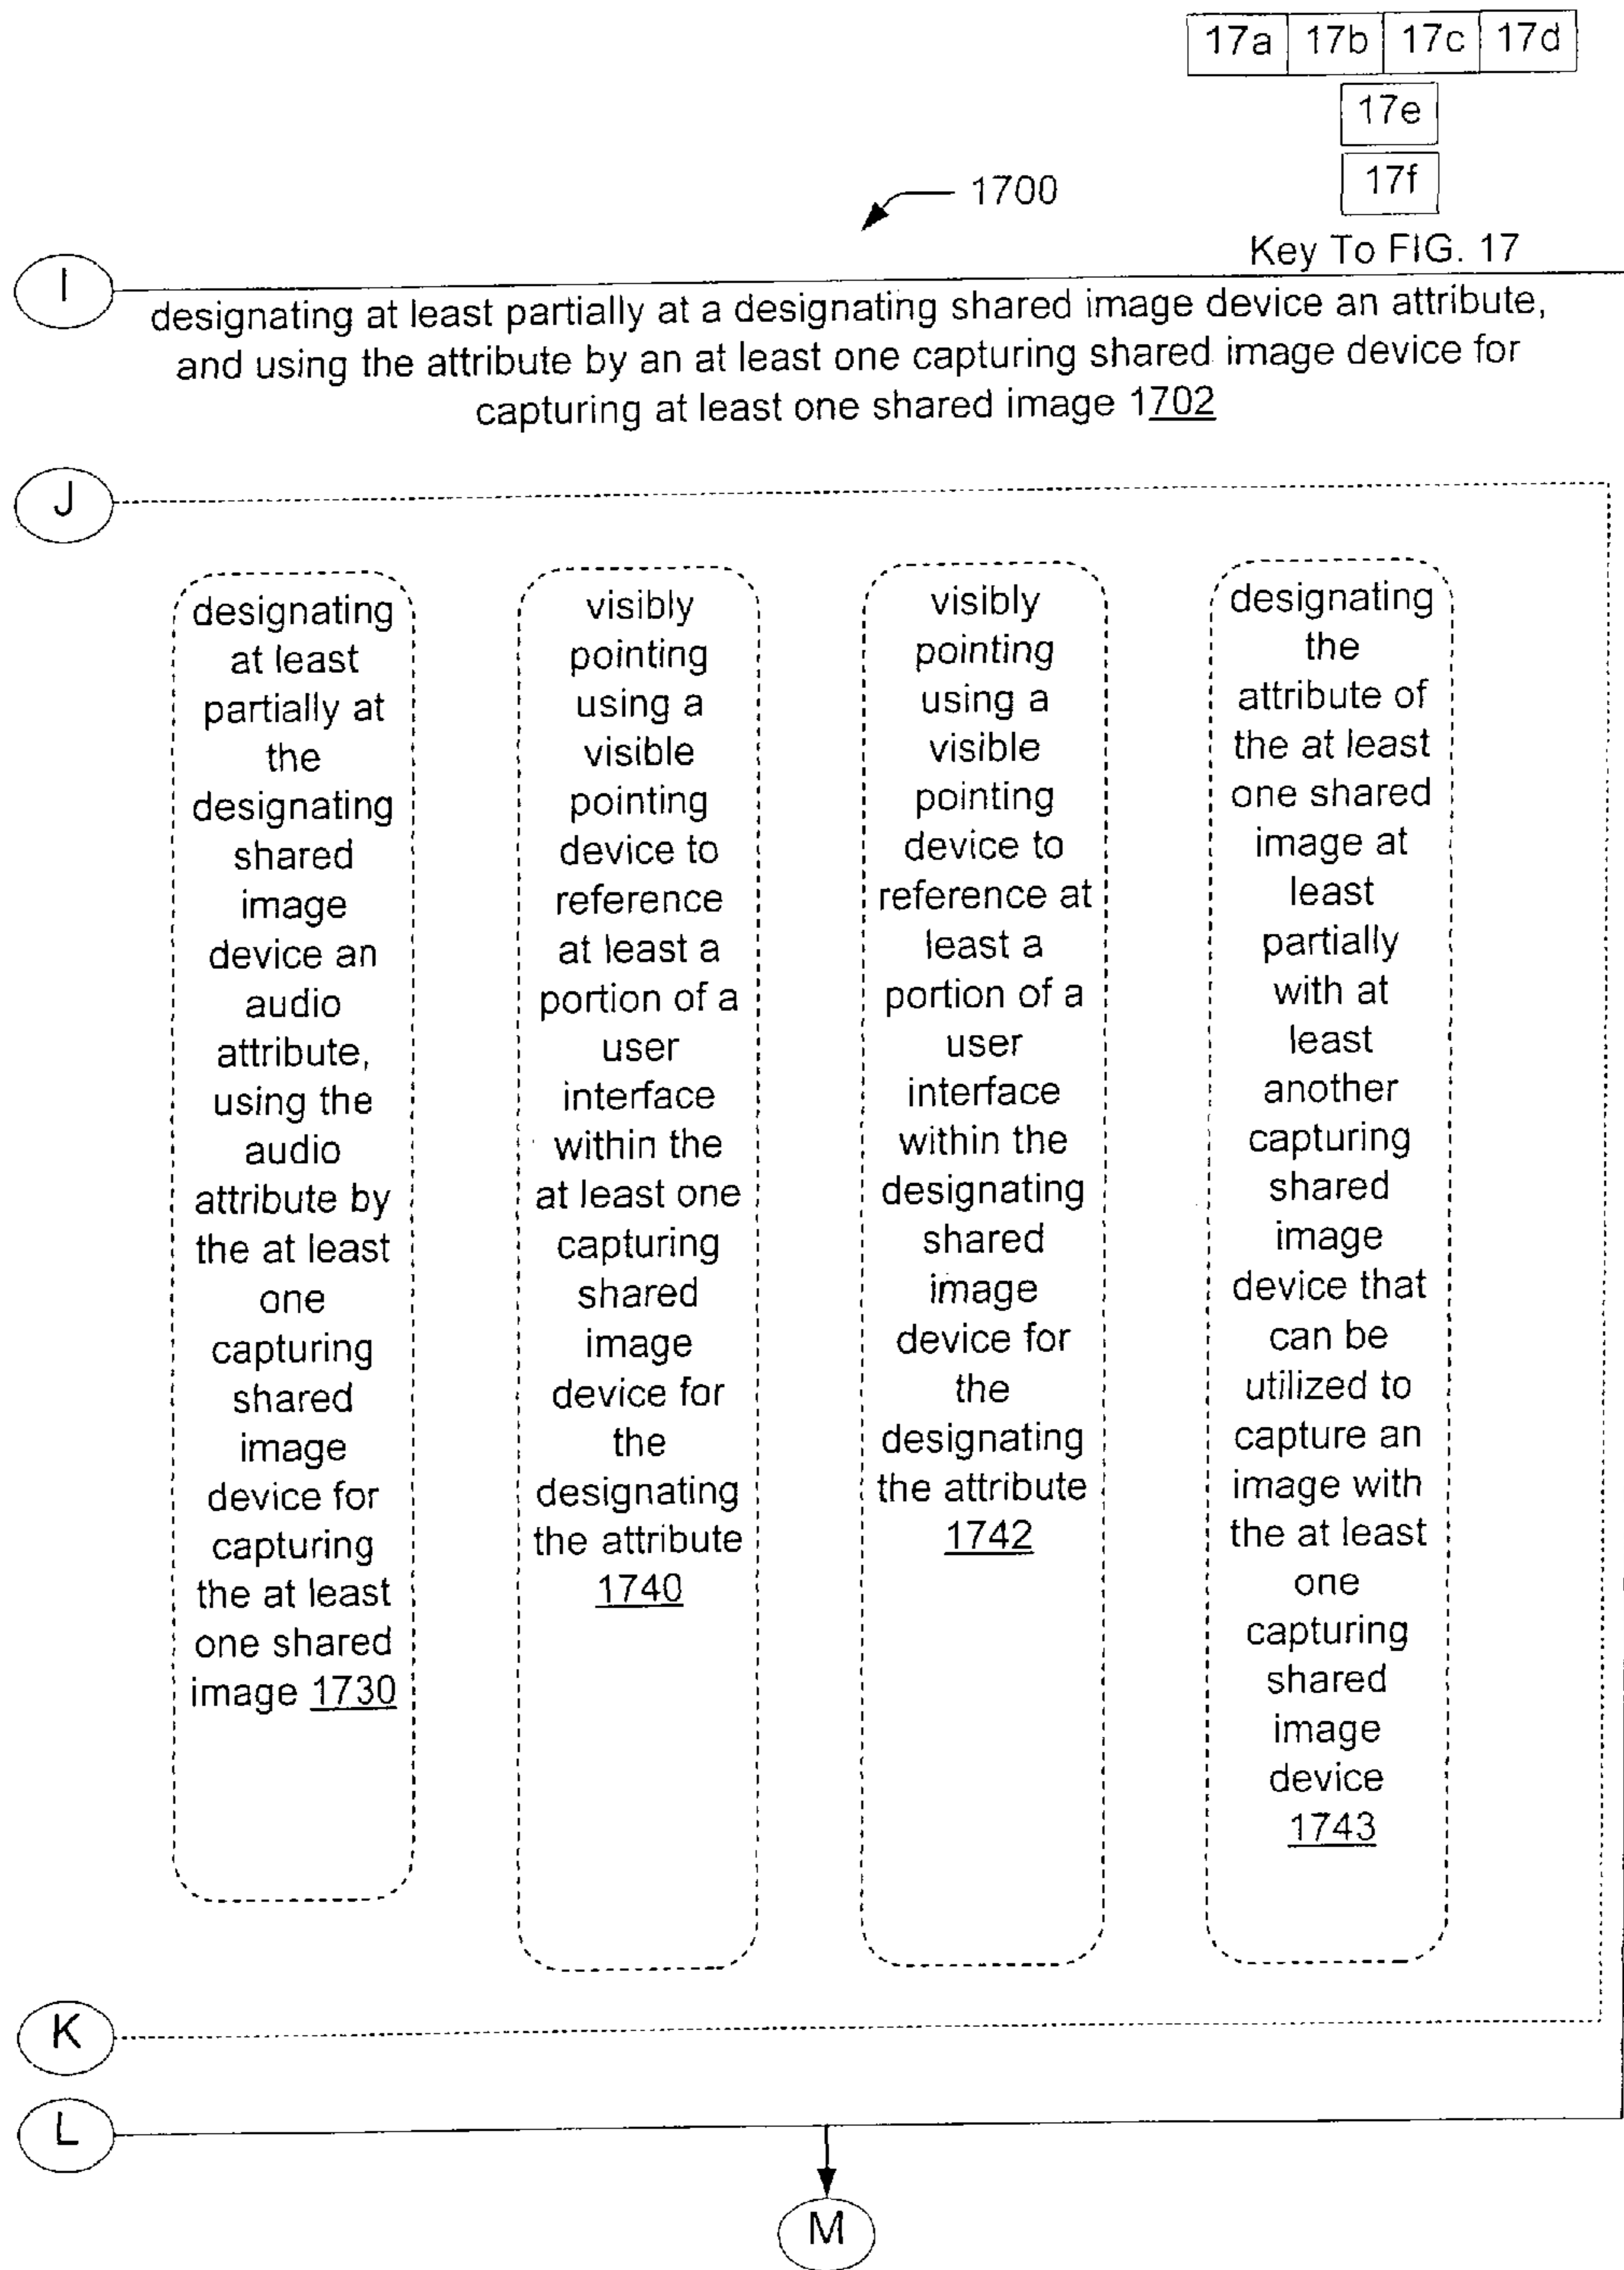 17a 17b 17c 17d
17e
17f
1700
Key To FIG. 17
I
designating at least partially at a designating shared image device an attribute,
and using the attribute by an at least one capturing shared image device for
capturing at least one shared image 1702
J
designating
at least
partially at
the
designating
shared
image
device an
audio
attribute,
using the
audio
attribute by
the at least
one
capturing
shared
image
device for
capturing
the at least
one shared
image 1730
visibly
pointing
using a
visible
pointing
device to
reference
at least a
portion of a
user
interface
within the
at least one
capturing
shared
image
device for
the
designating
the attribute
1740
visibly
pointing
using a
visible
pointing
device to
reference at
least a
portion of a
user
interface
within the
designating
shared
image
device for
the
designating
the attribute
1742
designating
the
attribute of
the at least
one shared
image at
least
partially
with at
least
another
capturing
shared
image
device that
can be
utilized to
capture an
image with
the at least
one
capturing
shared
image
device
1743
K
L
M